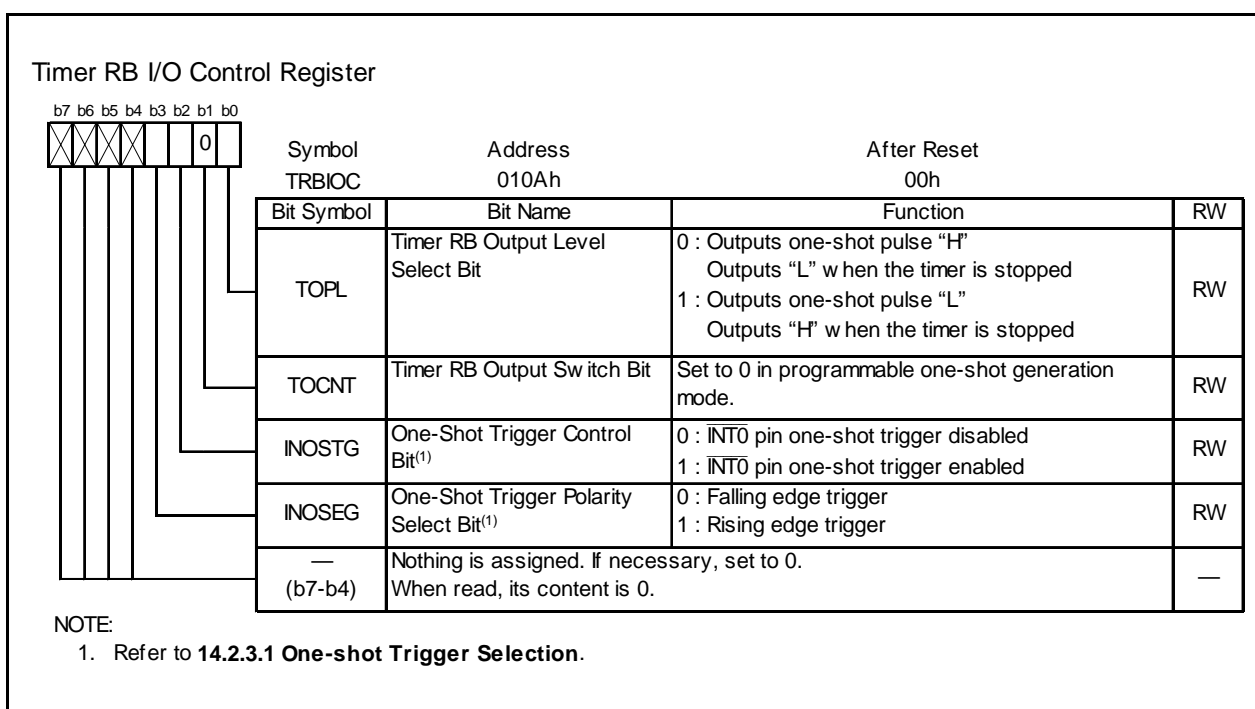 Timer RB I/O Control Register
b7 b6 b5 b4 b3 b2 b1 b0
0
Symbol Address After Reset
TRBIOC 010Ah 00h
Bit Symbol Bit Name Function RW
TOPL Timer RB Output Level Select Bit 0 : Outputs one-shot pulse “H” RW
Outputs “L” when the timer is stopped
1 : Outputs one-shot pulse “L”
Outputs “H” when the timer is stopped
TOCNT Timer RB Output Switch Bit Set to 0 in programmable one-shot generation mode. RW
INOSTG One-Shot Trigger Control Bit(1) 0 : INT0 pin one-shot trigger disabled RW
1 : INT0 pin one-shot trigger enabled
INOSEG One-Shot Trigger Polarity Select Bit(1) 0 : Falling edge trigger RW
1 : Rising edge trigger
— (b7-b4) Nothing is assigned. If necessary, set to 0. —
When read, its content is 0.
NOTE:
1. Refer to 14.2.3.1 One-shot Trigger Selection.